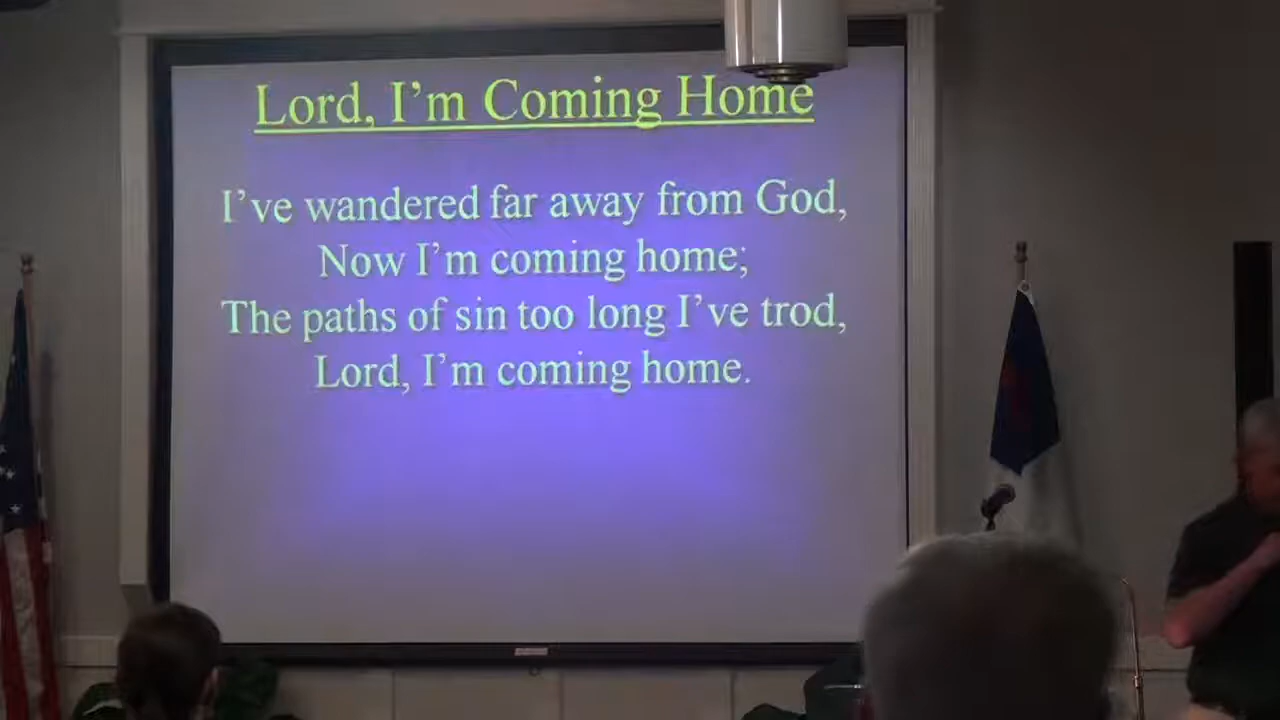 Lord, I'm Coming Home
I've wandered far away from God,
Now I'm coming home;
The paths of sin too long I've trod,
Lord, I'm coming home.